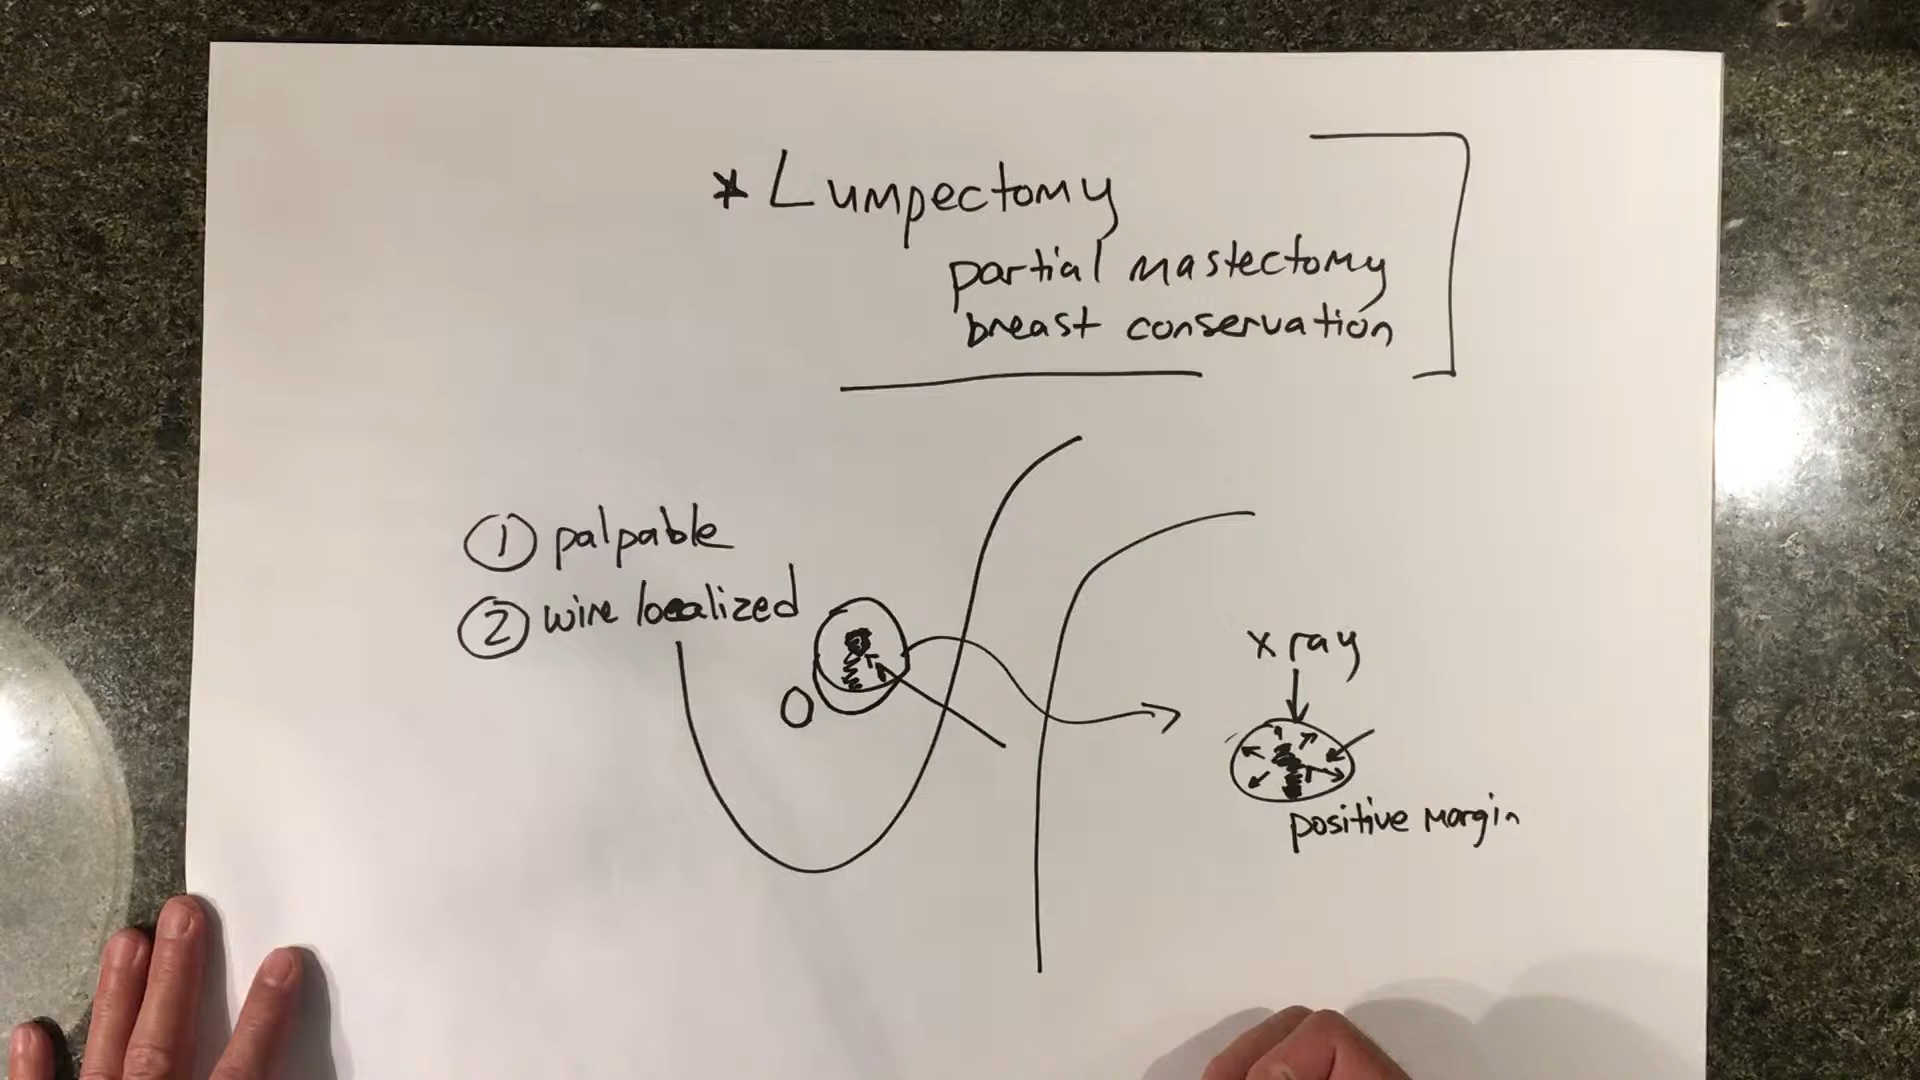 * Lumpectomy
partial mastectomy
breast conservation
① palpable
② wire localized
x ray
positive margin